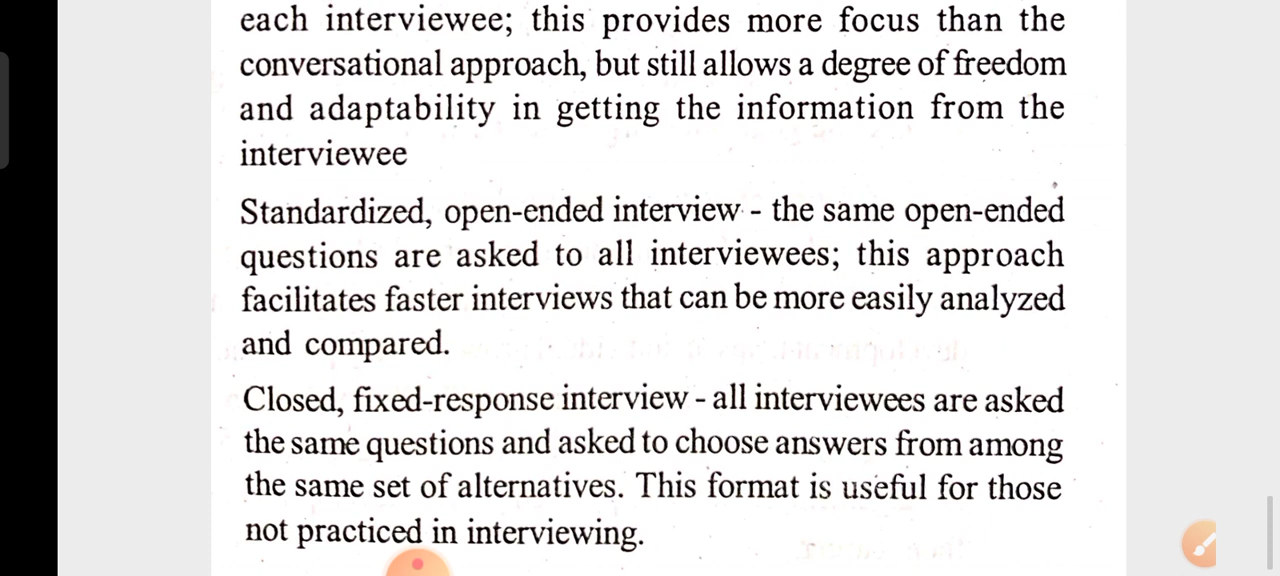 each interviewee; this provides more focus than the
conversational approach, but still allows a degree of freedom
and adaptability in getting the information from the
interviewee
Standardized, open-ended interview - the same open-ended
questions are asked to all interviewees; this approach
facilitates faster interviews that can be more easily analyzed
and compared.
Closed, fixed-response interview - all interviewees are asked
the same questions and asked to choose answers from among
the same set of alternatives. This format is useful for those
not practiced in interviewing.